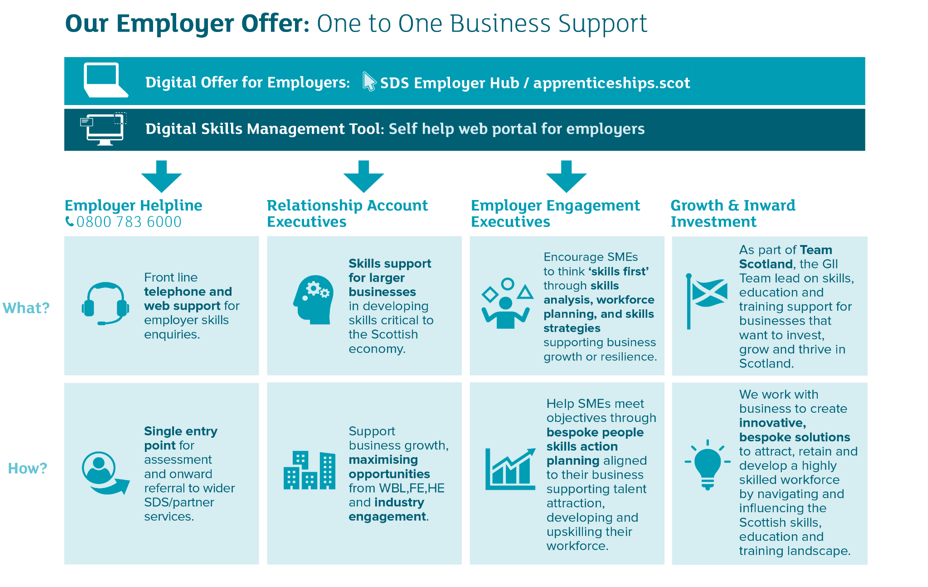 Our Employer Offer: One to One Business Support
Digital Offer for Employers: SDS Employer Hub / apprenticeships.scot
Digital Skills Management Tool: Self help web portal for employers
Employer Helpline
0800 783 6000
Relationship Account
Executives
Employer Engagement
Executives
Growth & Inward
Investment
What?
Front line
telephone and
web support for
employer skills
enquiries.
Skills support
for larger
businesses
in developing
skills critical to
the Scottish
economy.
Encourage SMEs
to think ‘skills first’
through skills
analysis, workforce
planning, and skills
strategies
supporting business
growth or resilience.
As part of Team
Scotland, the GII
Team lead on skills,
education and
training support for
businesses that
want to invest,
grow and thrive in
Scotland.
How?
Single entry
point for
assessment
and onward
referral to wider
SDS/partner
services.
Support
business growth,
maximising
opportunities
from WBL,FE,HE
and industry
engagement.
Help SMEs meet
objectives through
bespoke people
skills action
planning aligned
to their business
supporting talent
attraction,
developing and
upskilling their
workforce.
We work with
business to create
innovative,
bespoke solutions
to attract, retain and
develop a highly
skilled workforce
by navigating and
influencing the
Scottish skills,
education and
training landscape.